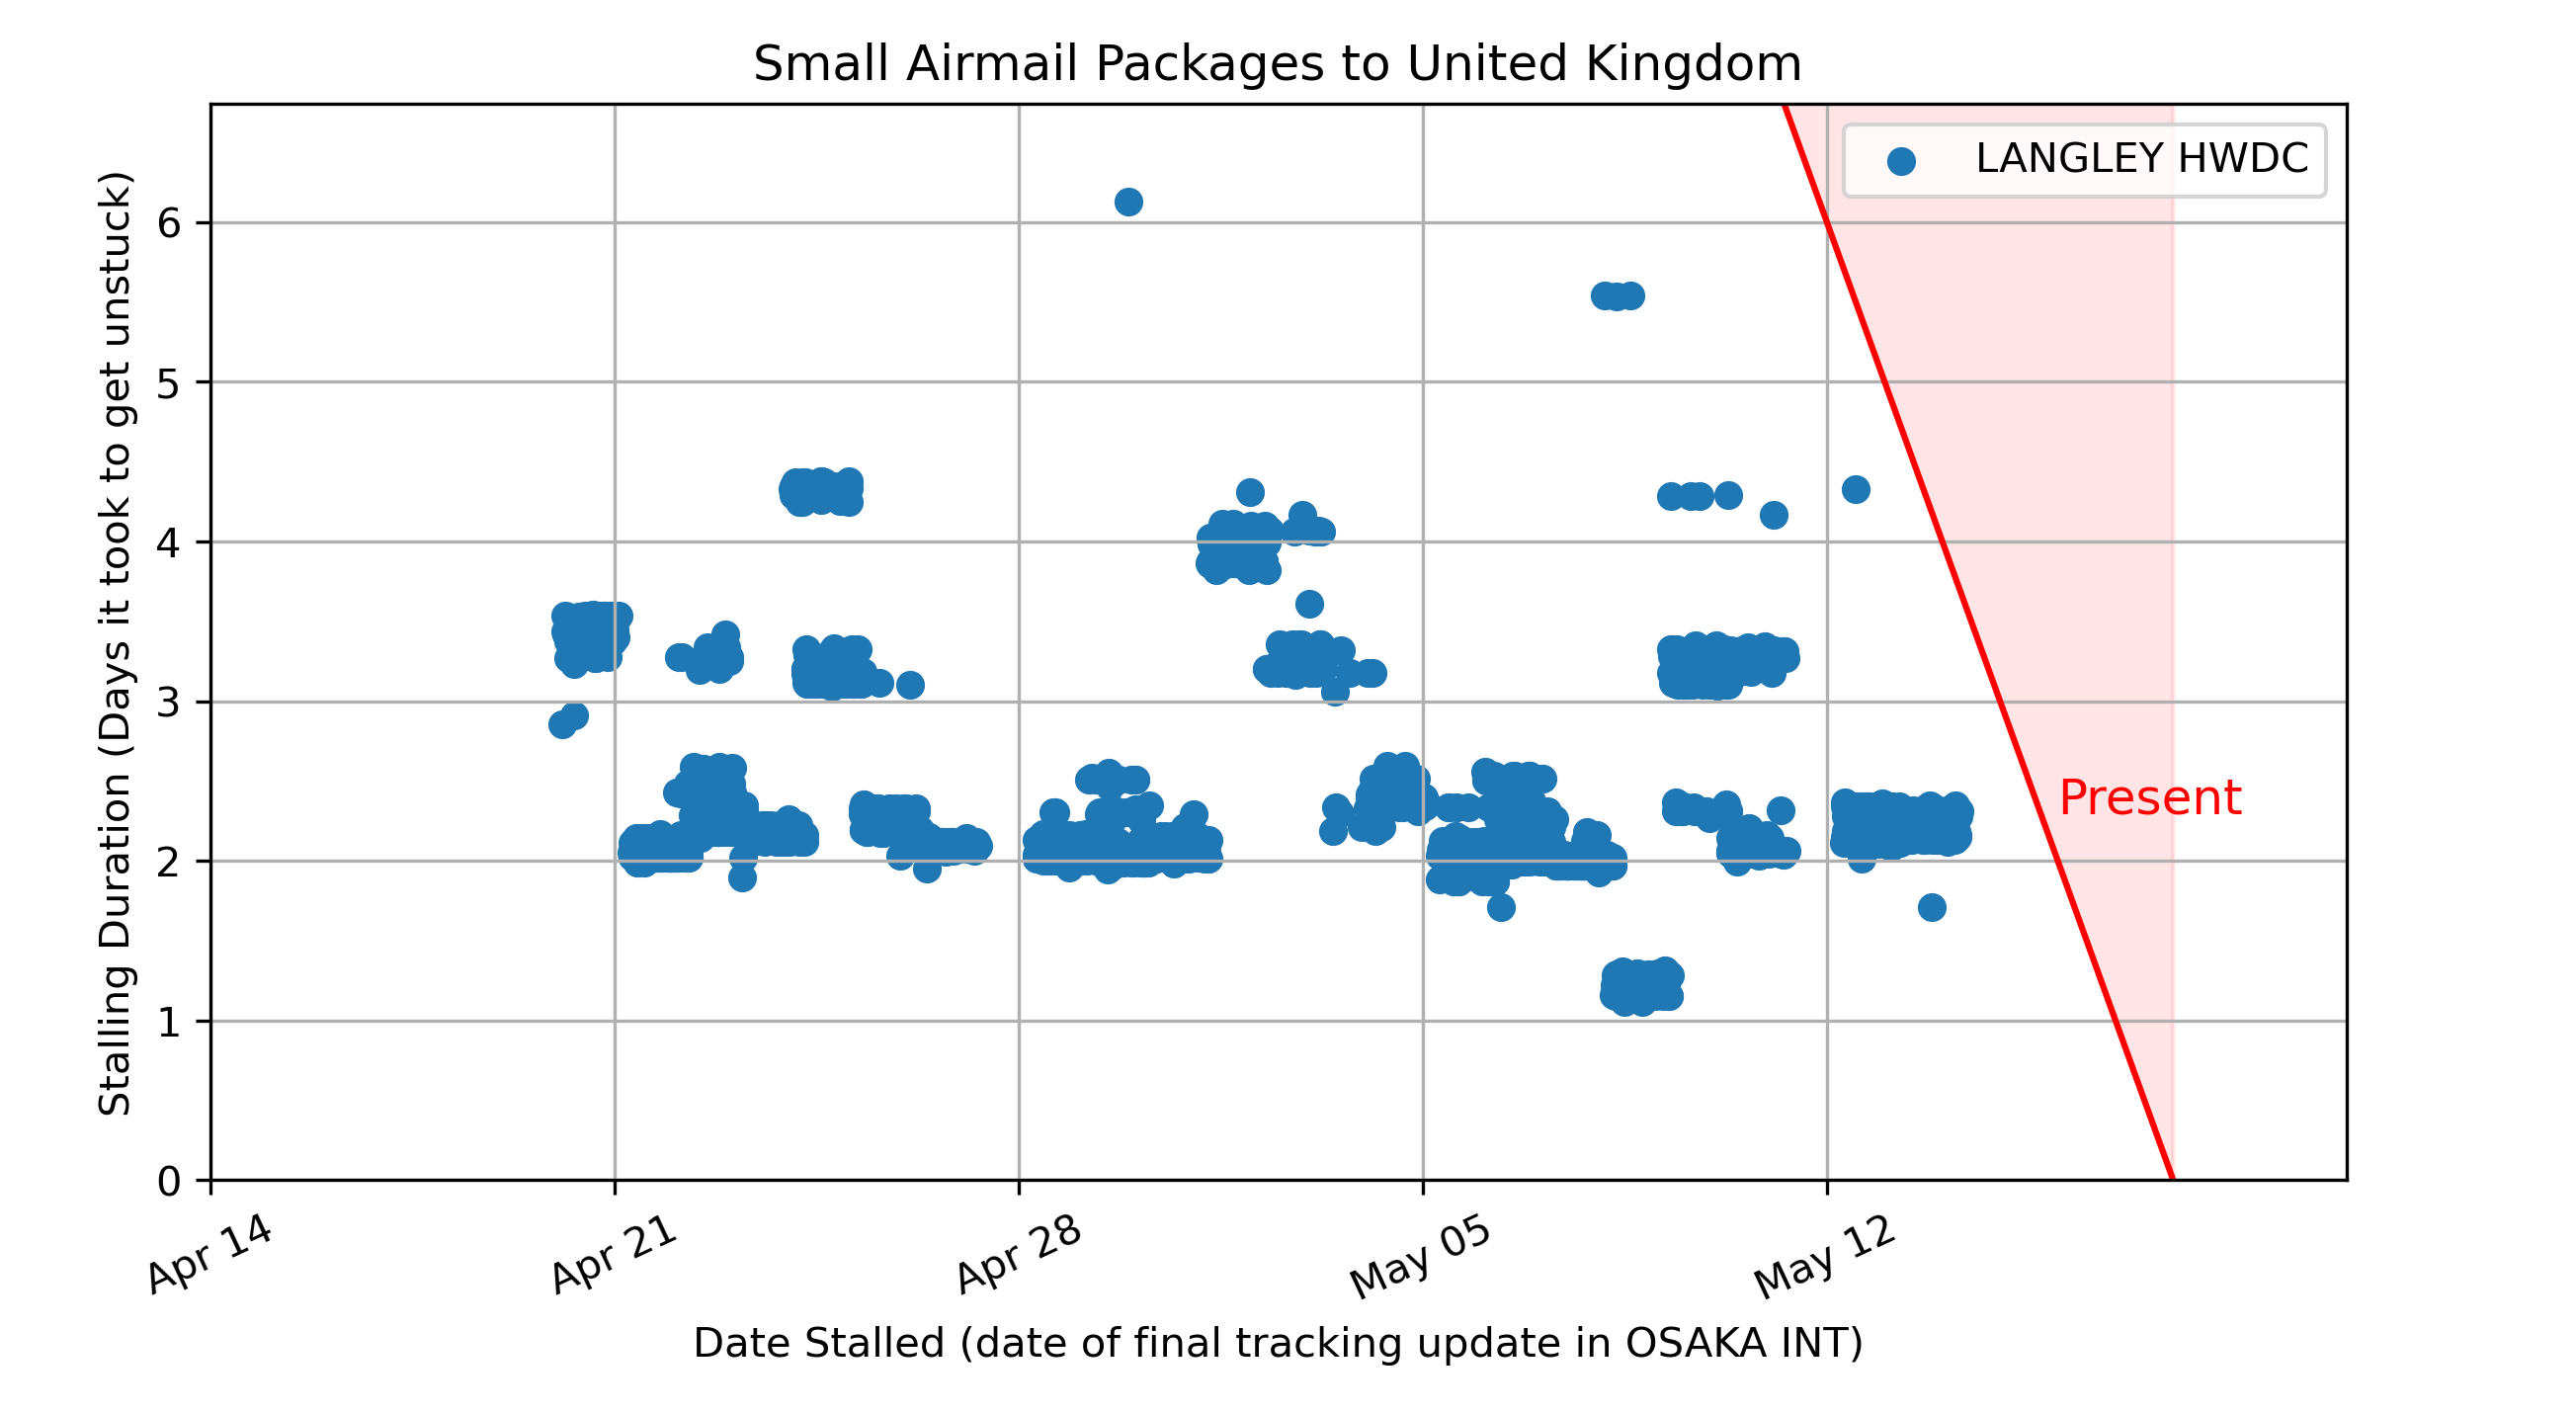 Small Airmail Packages to United Kingdom
LANGLEY HWDC
Stalling Duration (Days it took to get unstuck)
6
5
4
3
2
1
0
Present
Apr 14
Apr 21
Apr 28
May 05
May 12
Date Stalled (date of final tracking update in OSAKA INT)